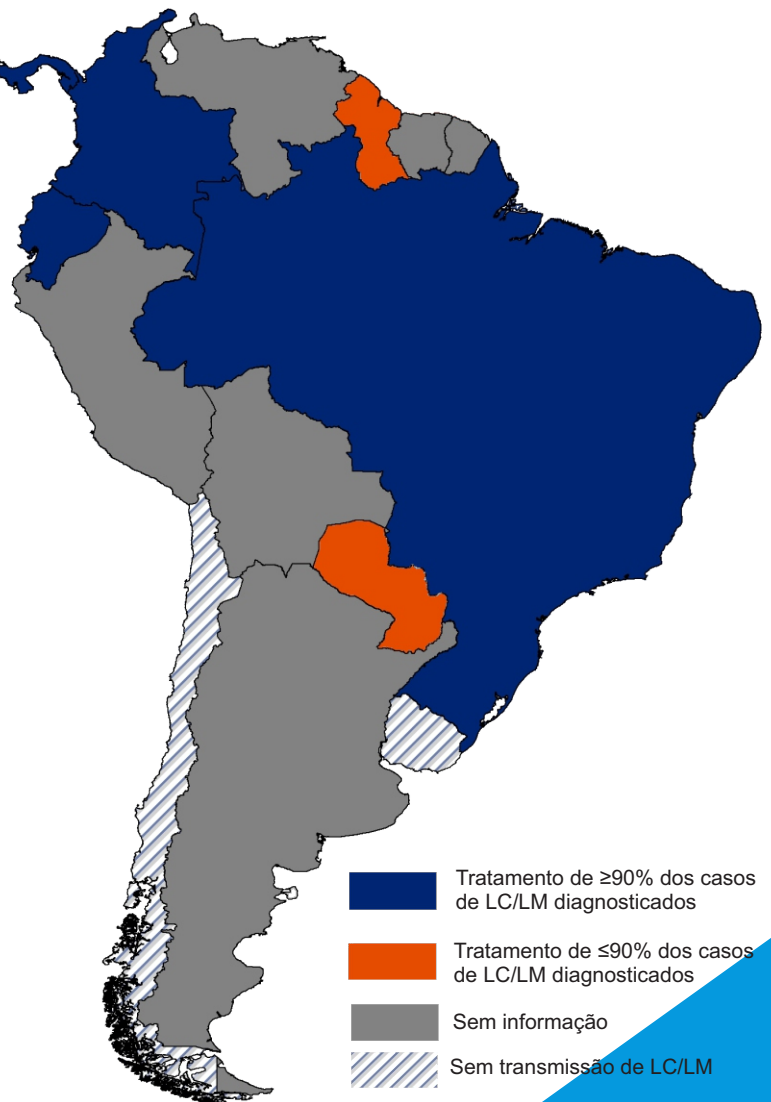 Tratamento de ≥90% dos casos
de LC/LM diagnosticados
Tratamento de ≤90% dos casos
de LC/LM diagnosticados
Sem informação
Sem transmissão de LC/LM